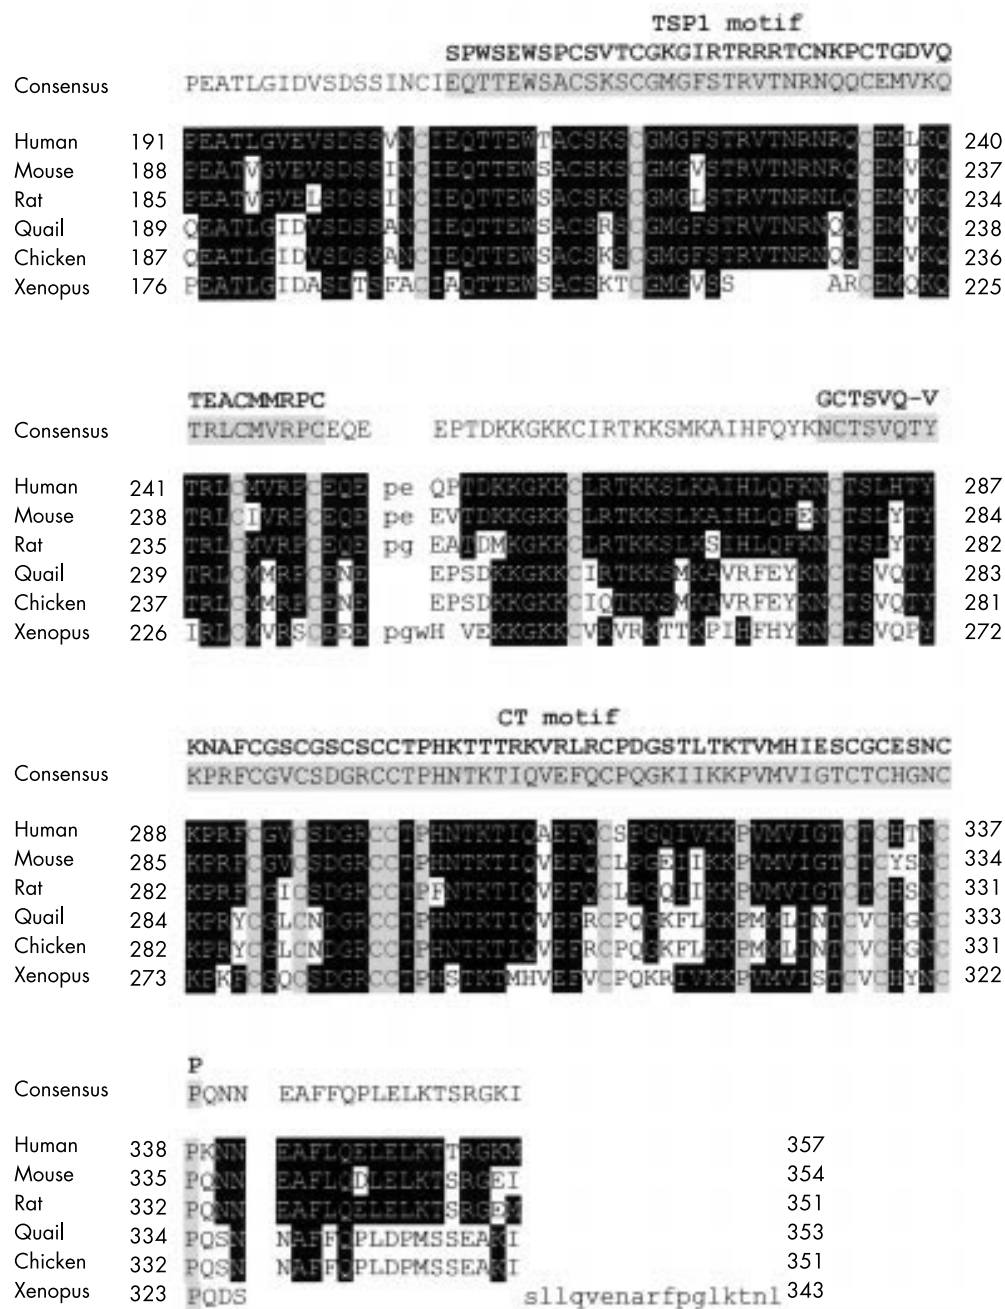 TSP1 motif
SPWSEWSPCSVTCGKGIRTRRRTCNKPCTGDVQ
Consensus PEATLGIDVSDSSINCIEQTTEWSACSKSCGMGFSTRVTNRNQQCEMVKQ
Human 191 PEATLGVEVSDSSVNCIEQTTEWTACSKSCGMGFSTRVTNRNRQCEMLKQ 240
Mouse 188 PEATVGVEVSDSSINCIEQTTEWSACSKSCGMGVSTRVTNRNRQCEMVKQ 237
Rat 185 PEATVGVELSDSSINCIEQTTEWSACSKSCGMGLSTRVTNRNLQCEMVKQ 234
Quail 189 QEATLGIDVSDSSANCIEQTTEWSACSRSCGMGFSTRVTNRNQQCEMVKQ 238
Chicken 187 QEATLGIDVSDSSANCIEQTTEWSACSKSCGMGFSTRVTNRNQQCEMVKQ 236
Xenopus 176 PEATLGIDASDTSFACIAQTTEWSACSKTCGMGVSS ARCEMQKQ 225
TEACMMRPC GCTSVQ-V
Consensus TRLCMVRPCEQE EPTDKKGKKCIRTKKSMKAIHFQYKNCTSVQTY
Human 241 TRLCMVRPCEQE pe QPTDKKGKKCLRTKKSLKAIHLQFKNCTSLHTY 287
Mouse 238 TRLCIVRPCEQE pe EVTDKKGKKCLRTKKSLKAIHLQFENCTSLYTY 284
Rat 235 TRLCMVRPCEQE pg EATDMKGKKCLRTKKSLKSIHLQFKNCTSLYTY 282
Quail 239 TRLCMMRPCENE EPSDKKGKKCIRTKKSMKAVRFEYKNCTSVQTY 283
Chicken 237 TRLCMMRPCENE EPSDKKGKKCIQTKKSMKAVRFEYKNCTSVQTY 281
Xenopus 226 IRLCMVRSCEEE pgwH VEKKGKKCVRVRKTTKPIHFHYKNCTSVQPY 272
CT motif
KNAFCGSCGSCSCCTPHKTTTRKVRLRCPDGSTLTKTVMHIESCGCESNC
Consensus KPRFCGVCSDGRCCTPHNTKTIQVEFQCPQGKIIKKPVMVIGTCTCHGNC
Human 288 KPRFCGVCSDGRCCTPHNTKTIQAEFQCSPGQIVKKPVMVIGTCTCHTNC 337
Mouse 285 KPRFCGVCSDGRCCTPHNTKTIQVEFQCLPGEIIKKPVMVIGTCTCYSNC 334
Rat 282 KPRFCGICSDGRCCTPFNTKTIQVEFQCLPGQIIKKPVMVIGTCTCHSNC 331
Quail 284 KPRYCGLCNDGRCCTPHNTKTIQVEFRCPQGKFLKKPMMLINTCVCHGNC 333
Chicken 282 KPRYCGLCNDGRCCTPHNTKTIQVEFRCPQGKFLKKPMMLINTCVCHGNC 331
Xenopus 273 KPKFCGQCSDGRCCTPHSTKTMHVEFVCPQKRIVKKPVMVISTCVCHYNC 322
P
Consensus PQNN EAFFQPLELKTSRGKI
Human 338 PKNN EAFLQELELKTTRGKM 357
Mouse 335 PQNN EAFLQDLELKTSRGEI 354
Rat 332 PQNN EAFLQELELKTSRGEM 351
Quail 334 PQSN NAFFQPLDPMSSEAKI 353
Chicken 332 PQSN NAFFQPLDPMSSEAKI 351
Xenopus 323 PQDS sllqvenarfpglktnl 343